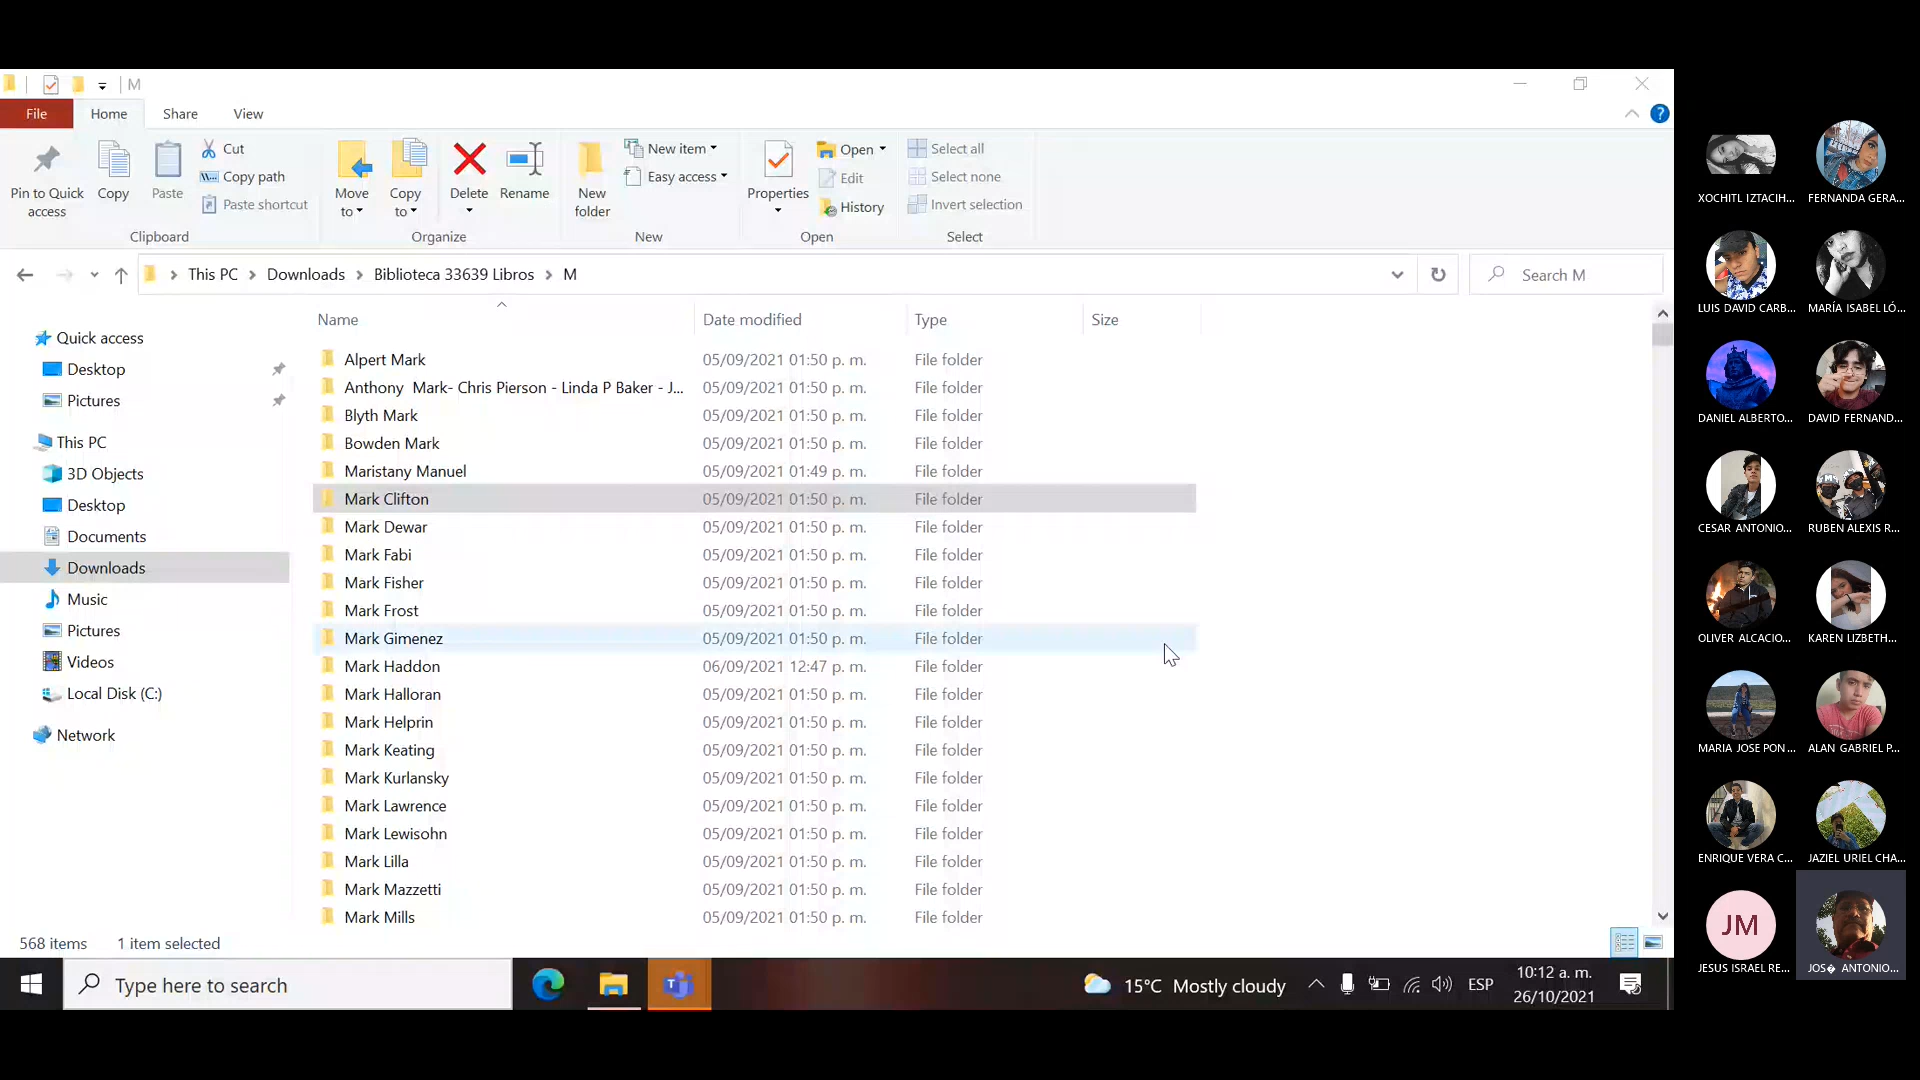 M
File
Home
Share
View
Pin to Quick access
Copy
Paste
Cut
Copy path
Paste shortcut
Clipboard
Move to
Copy to
Delete
Rename
Organize
New folder
New item
Easy access
New
Properties
Open
Edit
History
Open
Select all
Select none
Invert selection
Select
This PC > Downloads > Biblioteca 33639 Libros > M
Search M
Quick access
Desktop
Pictures
This PC
3D Objects
Desktop
Documents
Downloads
Music
Pictures
Videos
Local Disk (C:)
Network
Name Date modified Type Size
Alpert Mark 05/09/2021 01:50 p. m. File folder
Anthony  Mark- Chris Pierson - Linda P Baker - J... 05/09/2021 01:50 p. m. File folder
Blyth Mark 05/09/2021 01:50 p. m. File folder
Bowden Mark 05/09/2021 01:50 p. m. File folder
Maristany Manuel 05/09/2021 01:49 p. m. File folder
Mark Clifton 05/09/2021 01:50 p. m. File folder
Mark Dewar 05/09/2021 01:50 p. m. File folder
Mark Fabi 05/09/2021 01:50 p. m. File folder
Mark Fisher 05/09/2021 01:50 p. m. File folder
Mark Frost 05/09/2021 01:50 p. m. File folder
Mark Gimenez 05/09/2021 01:50 p. m. File folder
Mark Haddon 06/09/2021 12:47 p. m. File folder
Mark Halloran 05/09/2021 01:50 p. m. File folder
Mark Helprin 05/09/2021 01:50 p. m. File folder
Mark Keating 05/09/2021 01:50 p. m. File folder
Mark Kurlansky 05/09/2021 01:50 p. m. File folder
Mark Lawrence 05/09/2021 01:50 p. m. File folder
Mark Lewisohn 05/09/2021 01:50 p. m. File folder
Mark Lilla 05/09/2021 01:50 p. m. File folder
Mark Mazzetti 05/09/2021 01:50 p. m. File folder
Mark Mills 05/09/2021 01:50 p. m. File folder
568 items 1 item selected
Type here to search
15°C Mostly cloudy
ESP
10:12 a. m.
26/10/2021
XOCHITL IZTACIH... FERNANDA GERA...
LUIS DAVID CARB... MARÍA ISABEL LÓ...
DANIEL ALBERTO... DAVID FERNAND...
CESAR ANTONIO... RUBEN ALEXIS R...
OLIVER ALCACIO... KAREN LIZBETH...
MARIA JOSE PON... ALAN GABRIEL P...
ENRIQUE VERA C... JAZIEL URIEL CHA...
JM
JESUS ISRAEL RE... JOS� ANTONIO...